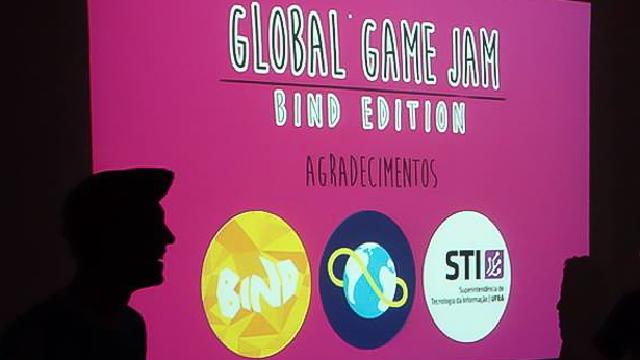 GLOBAL GAME JAM
BIND EDITION
AGRADECIMENTOS
BIND
STI
Superintendência de
Tecnologia da Informação | UFBA